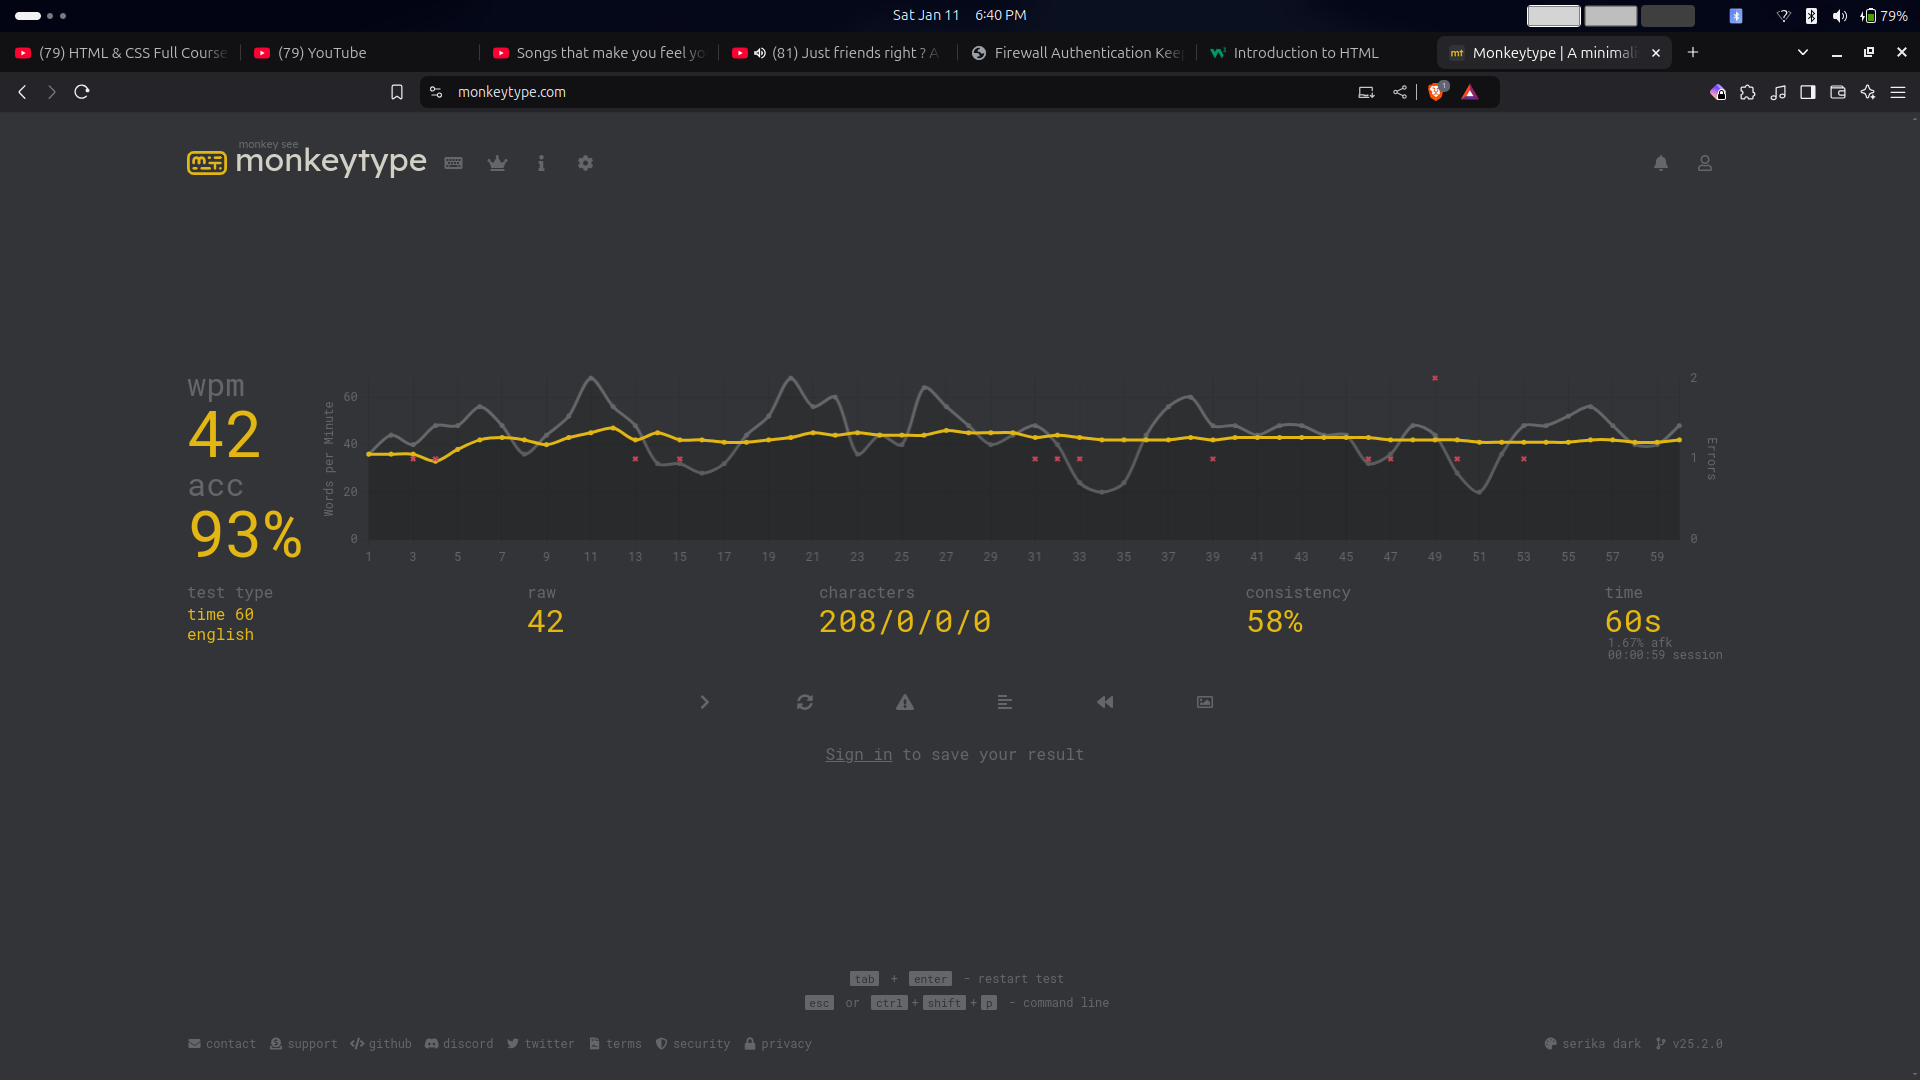 Sat Jan 11 6:40 PM
79%
(79) HTML & CSS Full Course
(79) YouTube
Songs that make you feel yo
(81) Just friends right ? A
Firewall Authentication Keep
Introduction to HTML
mt Monkeytype | A minimali
monkeytype.com
1
monkey see
monkeytype
wpm
42
acc
93%
Words per Minute
60
40
20
0
2
1
0
Errors
1 3 5 7 9 11 13 15 17 19 21 23 25 27 29 31 33 35 37 39 41 43 45 47 49 51 53 55 57 59
test type
time 60
english
raw
42
characters
208/0/0/0
consistency
58%
time
60s
1.67% afk
00:00:59 session
Sign in to save your result
tab + enter - restart test
esc or ctrl + shift + p - command line
contact support github discord twitter terms security privacy
serika dark v25.2.0